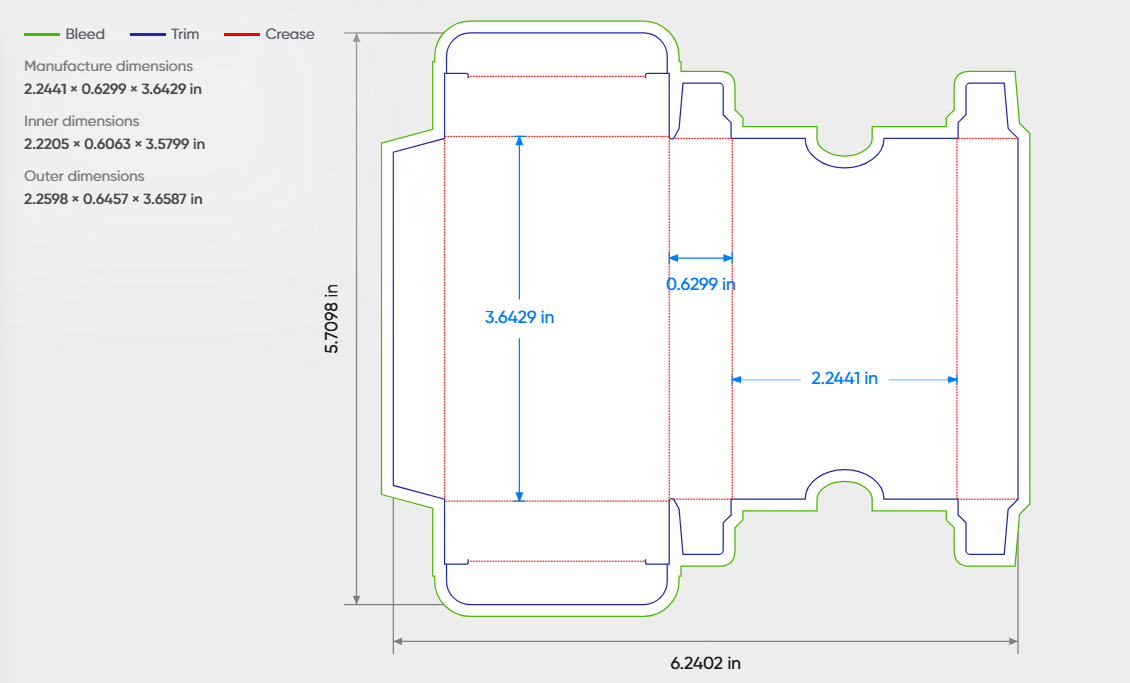 Bleed Trim Crease
Manufacture dimensions
2.2441 × 0.6299 × 3.6429 in
Inner dimensions
2.2205 × 0.6063 × 3.5799 in
Outer dimensions
2.2598 × 0.6457 × 3.6587 in
5.7098 in
0.6299 in
3.6429 in
2.2441 in
6.2402 in